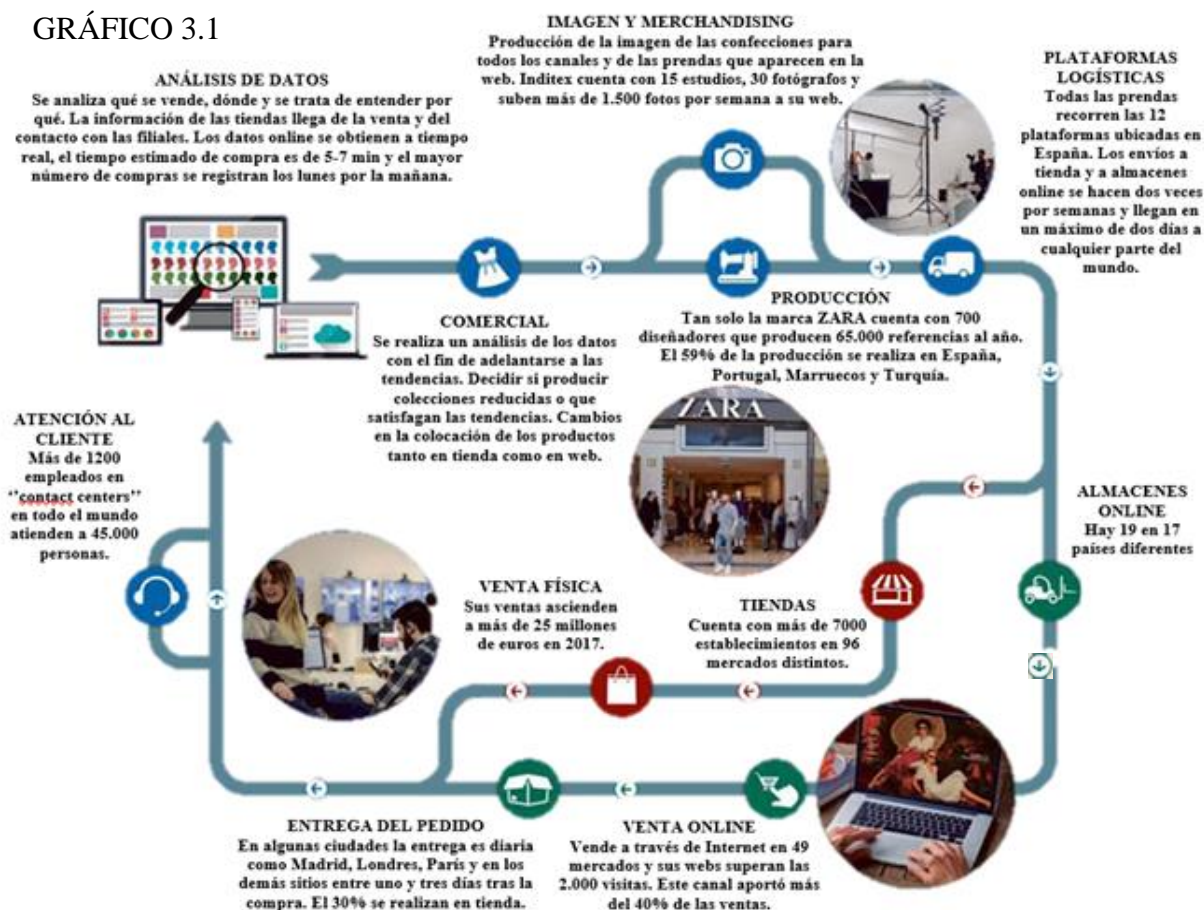 GRÁFICO 3.1
IMAGEN Y MERCHANDISING
Producción de la imagen de las confecciones para
todos los canales y de las prendas que aparecen en la
web. Inditex cuenta con 15 estudios, 30 fotógrafos y
suben más de 1.500 fotos por semana a su web.
ANÁLISIS DE DATOS
Se analiza qué se vende, dónde y se trata de entender por
qué. La información de las tiendas llega de la venta y del
contacto con las filiales. Los datos online se obtienen a tiempo
real, el tiempo estimado de compra es de 5-7 min y el mayor
número de compras se registran los lunes por la mañana.
PLATAFORMAS
LOGÍSTICAS
Todas las prendas
recorren las 12
plataformas ubicadas en
España. Los envíos a
tienda y a almacenes
online se hacen dos veces
por semanas y llegan en
un máximo de dos días a
cualquier parte del
mundo.
COMERCIAL
Se realiza un análisis de los datos
con el fin de adelantarse a las
tendencias. Decidir si producir
colecciones reducidas o que
satisfagan las tendencias. Cambios
en la colocación de los productos
tanto en tienda como en web.
PRODUCCIÓN
Tan solo la marca ZARA cuenta con 700
diseñadores que producen 65.000 referencias al año.
El 59% de la producción se realiza en España,
Portugal, Marruecos y Turquía.
ZARA
ATENCIÓN AL
CLIENTE
Más de 1200
empleados en
‘’contact centers’’
en todo el mundo
atienden a 45.000
personas.
ALMACENES
ONLINE
Hay 19 en 17
países diferentes
VENTA FÍSICA
Sus ventas ascienden
a más de 25 millones
de euros en 2017.
TIENDAS
Cuenta con más de 7000
establecimientos en 96
mercados distintos.
ENTREGA DEL PEDIDO
En algunas ciudades la entrega es diaria
como Madrid, Londres, París y en los
demás sitios entre uno y tres días tras la
compra. El 30% se realizan en tienda.
VENTA ONLINE
Vende a través de Internet en 49
mercados y sus webs superan las
2.000 visitas. Este canal aportó más
del 40% de las ventas.